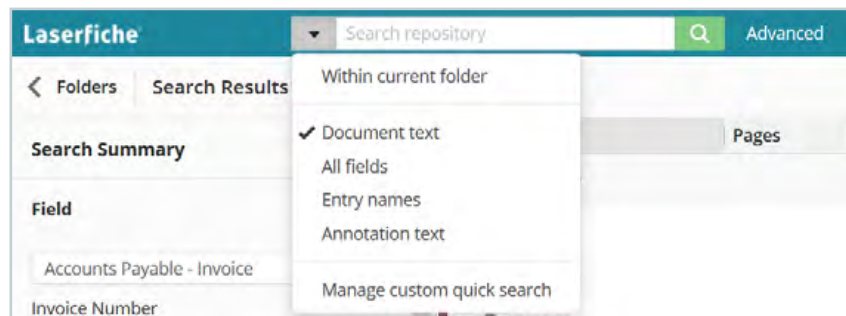 Laserfiche
Search repository
Advanced
Folders
Search Results
Within current folder
Document text
All fields
Entry names
Annotation text
Manage custom quick search
Pages
Search Summary
Field
Accounts Payable - Invoice
Invoice Number